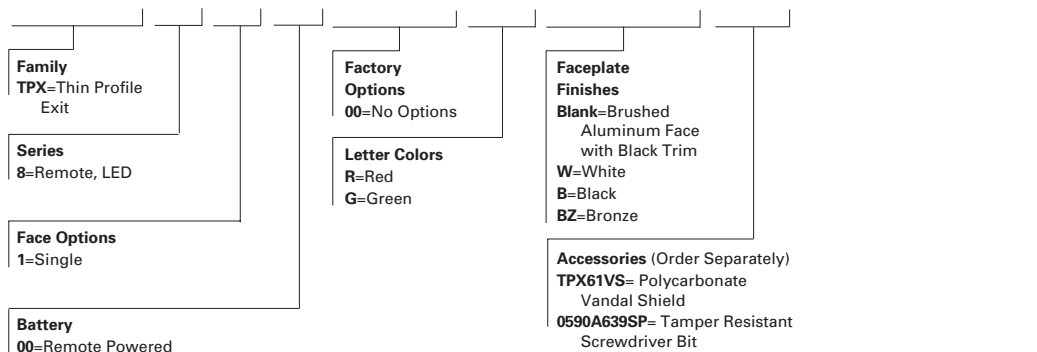 Family
TPX=Thin Profile
Exit
Series
8=Remote, LED
Face Options
1=Single
Battery
00=Remote Powered
Factory
Options
00=No Options
Letter Colors
R=Red
G=Green
Faceplate
Finishes
Blank=Brushed
Aluminum Face
with Black Trim
W=White
B=Black
BZ=Bronze
Accessories (Order Separately)
TPX61VS= Polycarbonate
Vandal Shield
0590A639SP= Tamper Resistant
Screwdriver Bit